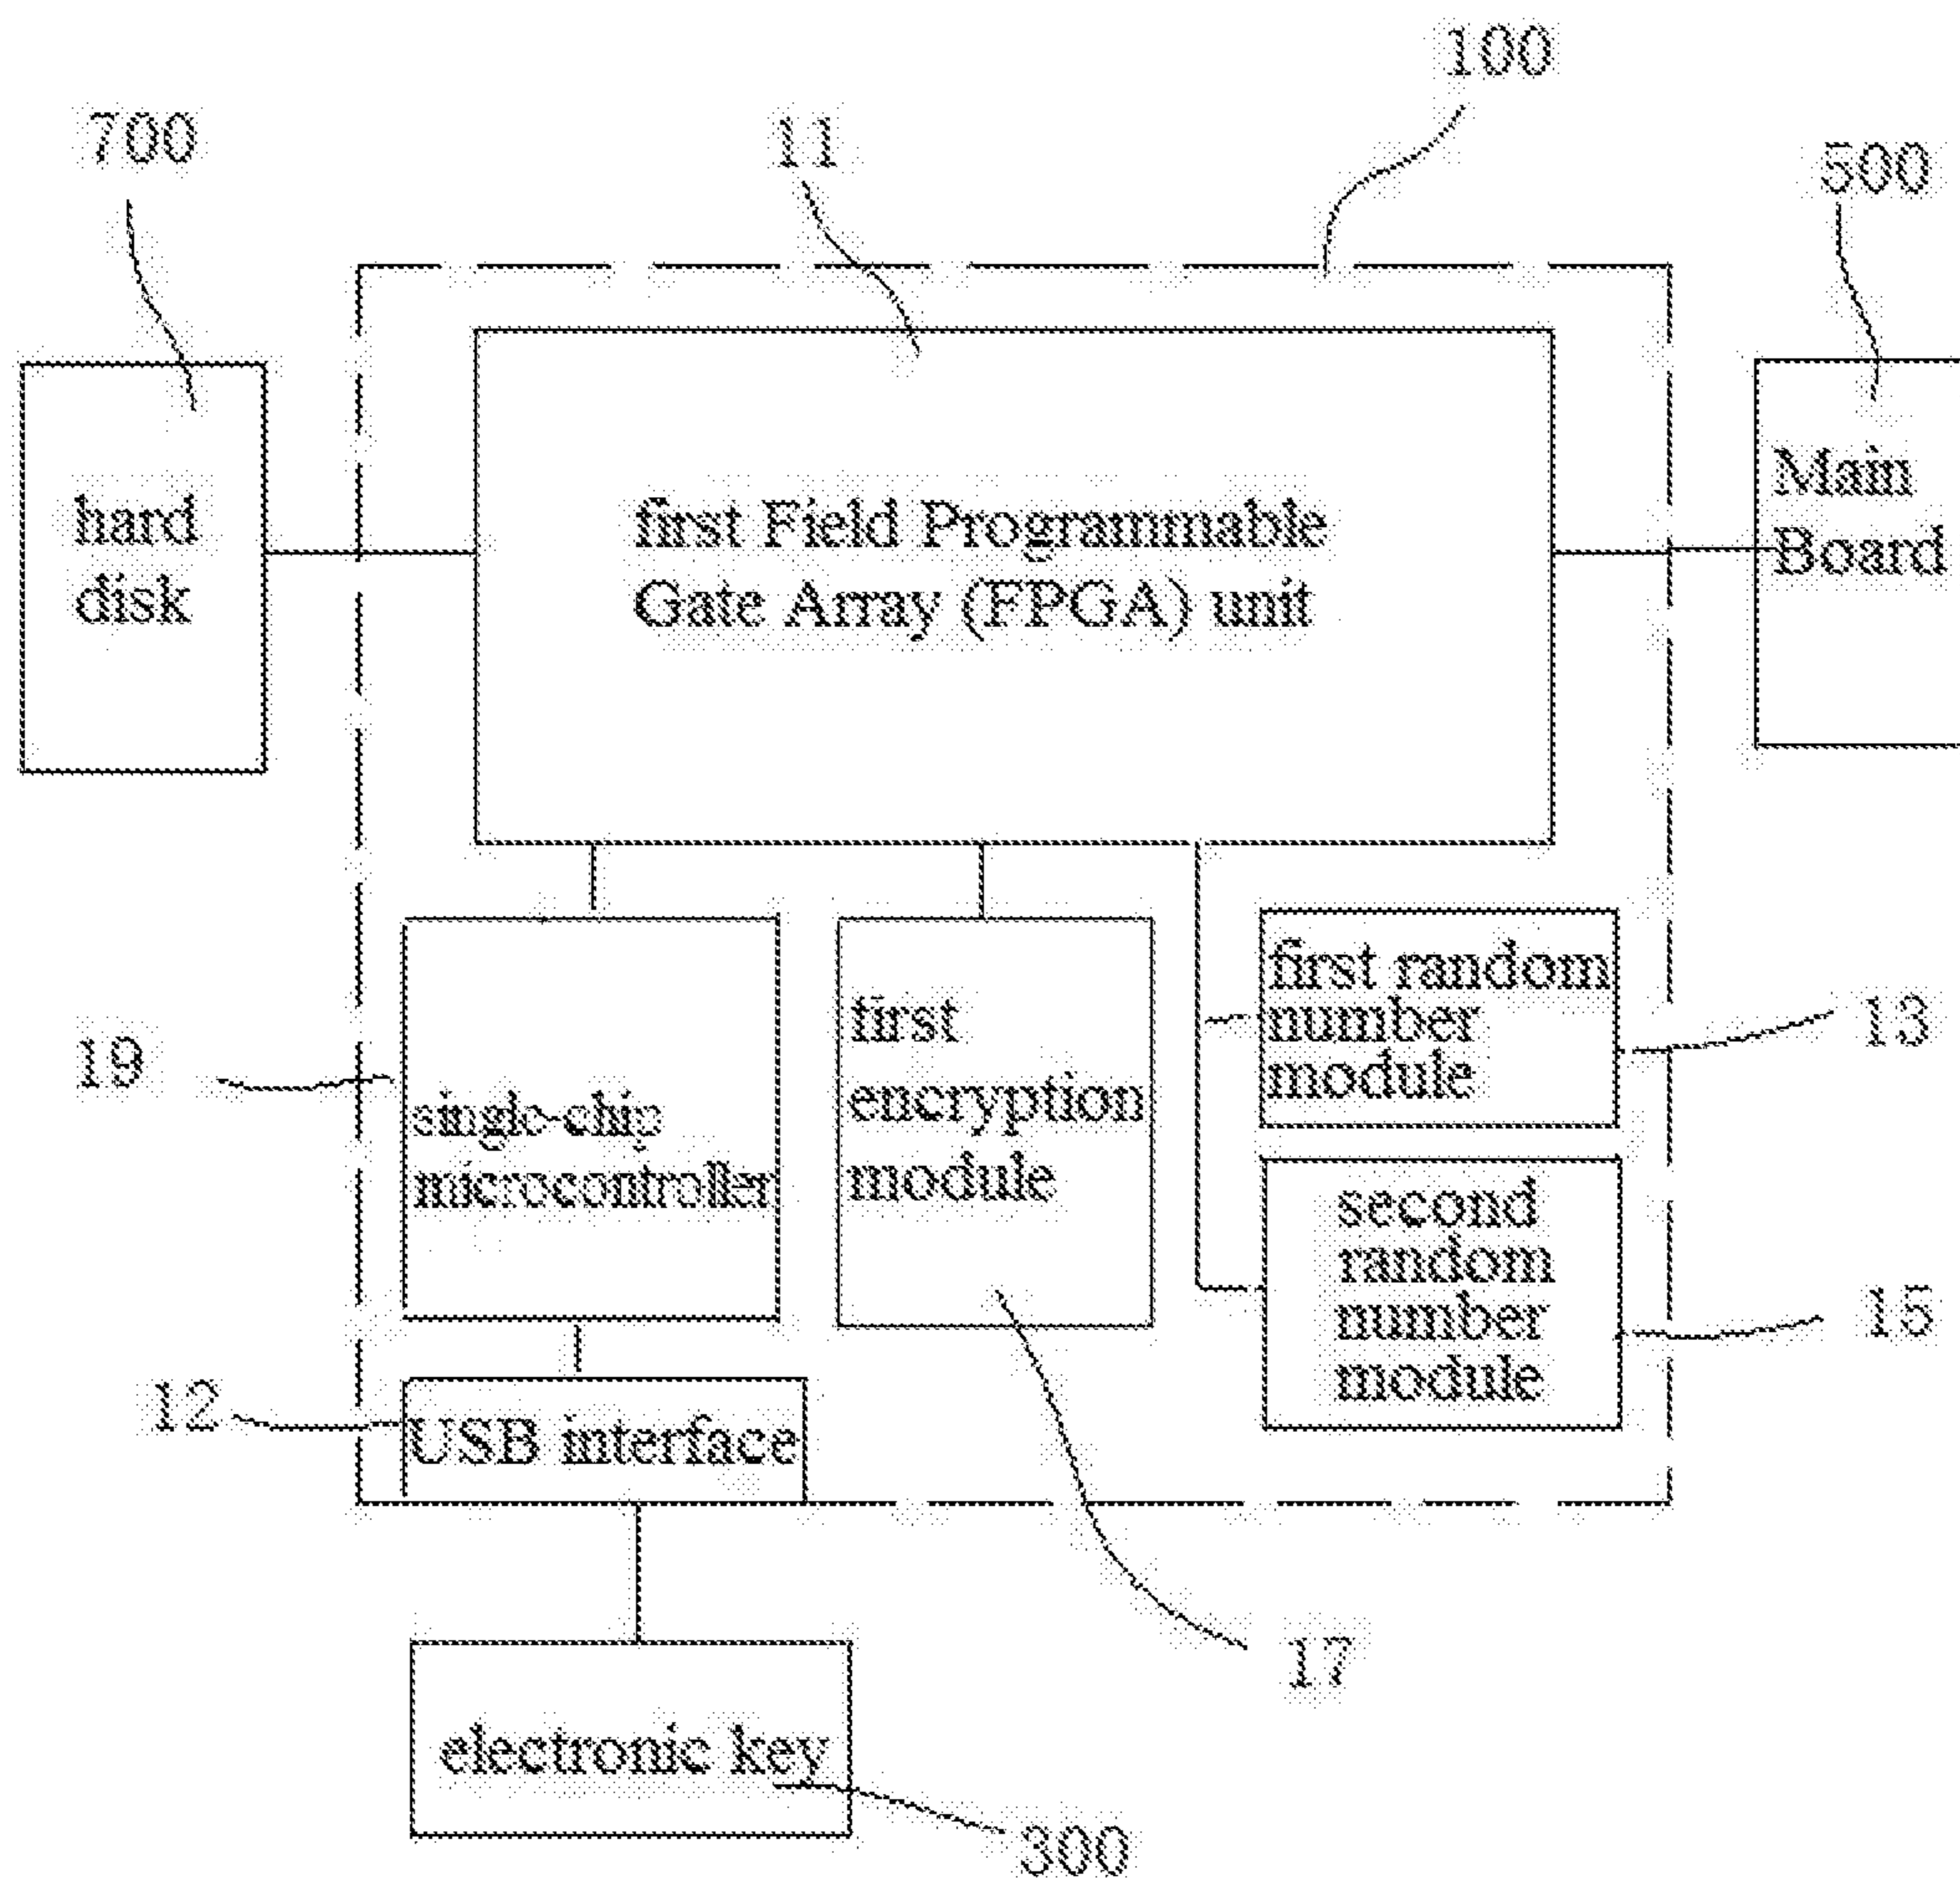 100
700
11
500
first Field Programmable
Gate Array (FPGA) unit
hard
disk
Main
Board
19
single-chip
microcontroller
first
encryption
module
first random
number
module
13
second
random
number
module
15
12
USB interface
17
electronic key
300